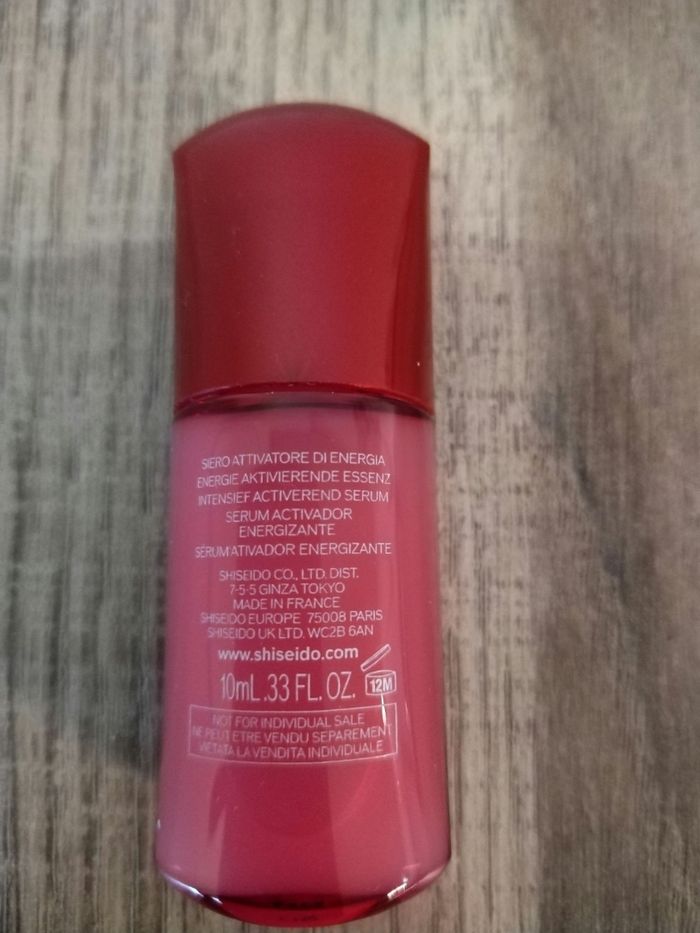 SIERO ATTIVATORE DI ENERGIA
ENERGIE AKTIVIERENDE ESSENZ
INTENSIEF ACTIVEREND SERUM
SERUM ACTIVADOR
ENERGIZANTE
SÉRUM ATIVADOR ENERGIZANTE
SHISEIDO CO., LTD. DIST.
7-5-5 GINZA TOKYO
MADE IN FRANCE
SHISEIDO EUROPE 75008 PARIS
SHISEIDO UK LTD. WC2B 6AN
www.shiseido.com
10mL .33 FL. OZ. 12M
NOT FOR INDIVIDUAL SALE
NE PEUT ETRE VENDU SEPAREMENT
VIETATA LA VENDITA INDIVIDUALE